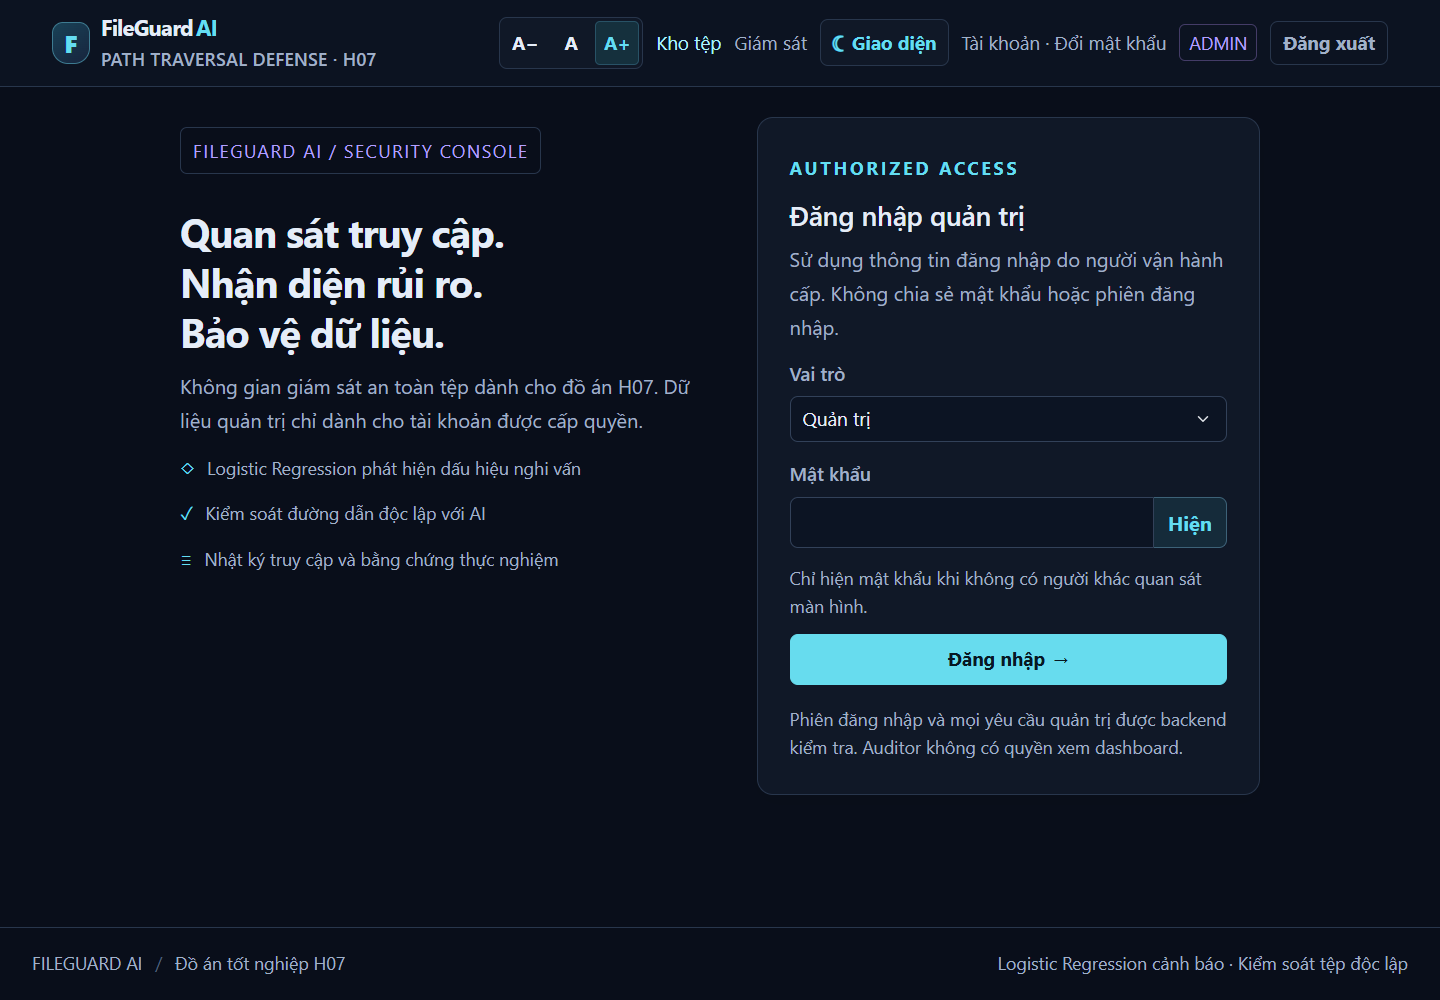 F
FileGuard AI
PATH TRAVERSAL DEFENSE · H07
A− A A+ Kho tệp Giám sát ☾ Giao diện Tài khoản · Đổi mật khẩu ADMIN Đăng xuất
FILEGUARD AI / SECURITY CONSOLE
Quan sát truy cập.
Nhận diện rủi ro.
Bảo vệ dữ liệu.
Không gian giám sát an toàn tệp dành cho đồ án H07. Dữ
liệu quản trị chỉ dành cho tài khoản được cấp quyền.
◇ Logistic Regression phát hiện dấu hiệu nghi vấn
✓ Kiểm soát đường dẫn độc lập với AI
≡ Nhật ký truy cập và bằng chứng thực nghiệm
AUTHORIZED ACCESS
Đăng nhập quản trị
Sử dụng thông tin đăng nhập do người vận hành
cấp. Không chia sẻ mật khẩu hoặc phiên đăng
nhập.
Vai trò
Quản trị
Mật khẩu
Hiện
Chỉ hiện mật khẩu khi không có người khác quan sát
màn hình.
Đăng nhập →
Phiên đăng nhập và mọi yêu cầu quản trị được backend
kiểm tra. Auditor không có quyền xem dashboard.
FILEGUARD AI / Đồ án tốt nghiệp H07
Logistic Regression cảnh báo · Kiểm soát tệp độc lập